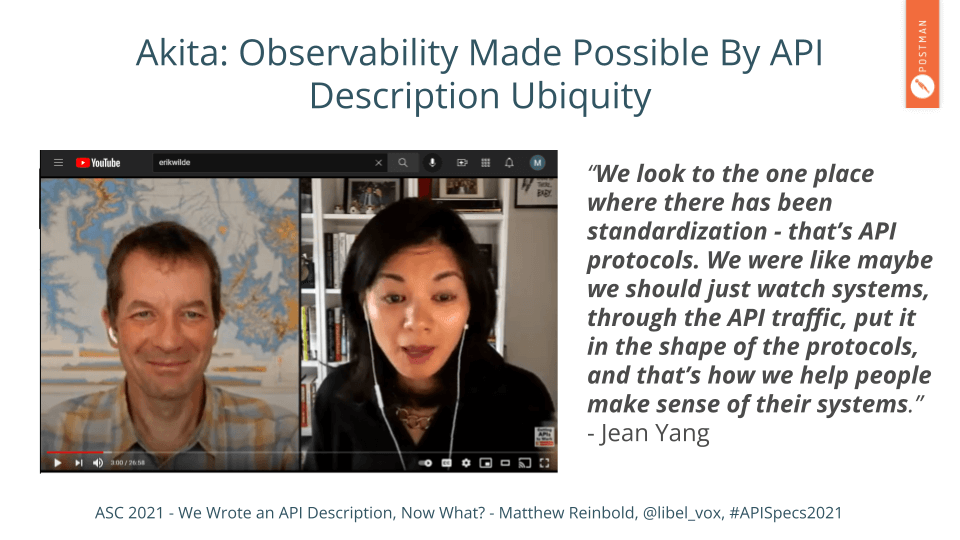 Akita: Observability Made Possible By API
Description Ubiquity
POSTMAN
YouTube
erikwilde
M
“We look to the one place
where there has been
standardization - that’s API
protocols. We were like maybe
we should just watch systems,
through the API traffic, put it
in the shape of the protocols,
and that’s how we help people
make sense of their systems.”
- Jean Yang
3:00 / 26:58
ASC 2021 - We Wrote an API Description, Now What? - Matthew Reinbold, @libel_vox, #APISpecs2021